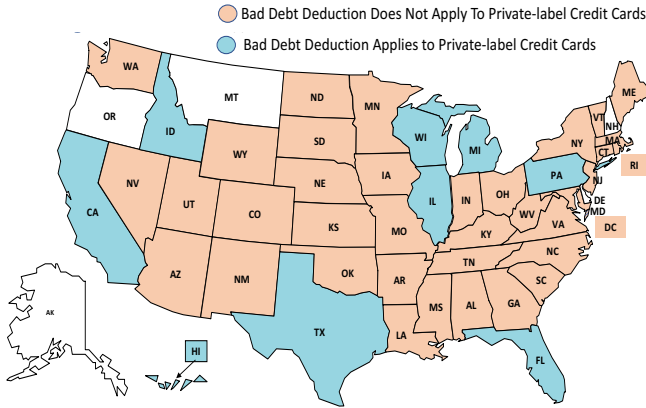 Bad Debt Deduction Does Not Apply To Private-label Credit Cards
Bad Debt Deduction Applies to Private-label Credit Cards
WA
MT
ND
MN
ME
OR
ID
SD
WI
MI
VT
NH
NY
MA
CT
RI
WY
IA
NE
PA
NJ
NV
UT
CO
IL
IN
OH
DE
MD
WV
VA
DC
CA
KS
MO
KY
NC
TN
AZ
NM
OK
AR
SC
MS
AL
GA
AK
TX
LA
HI
FL